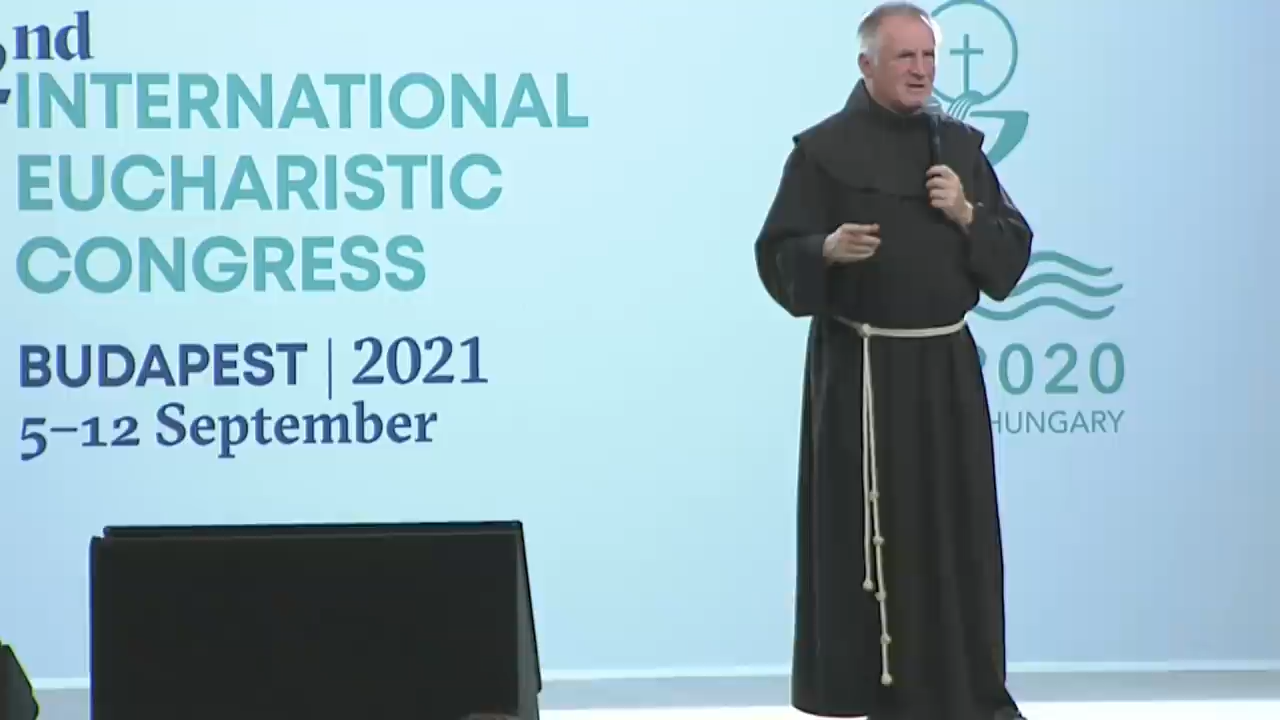 nd
INTERNATIONAL
EUCHARISTIC
CONGRESS
BUDAPEST | 2021
5–12 September
2020
HUNGARY